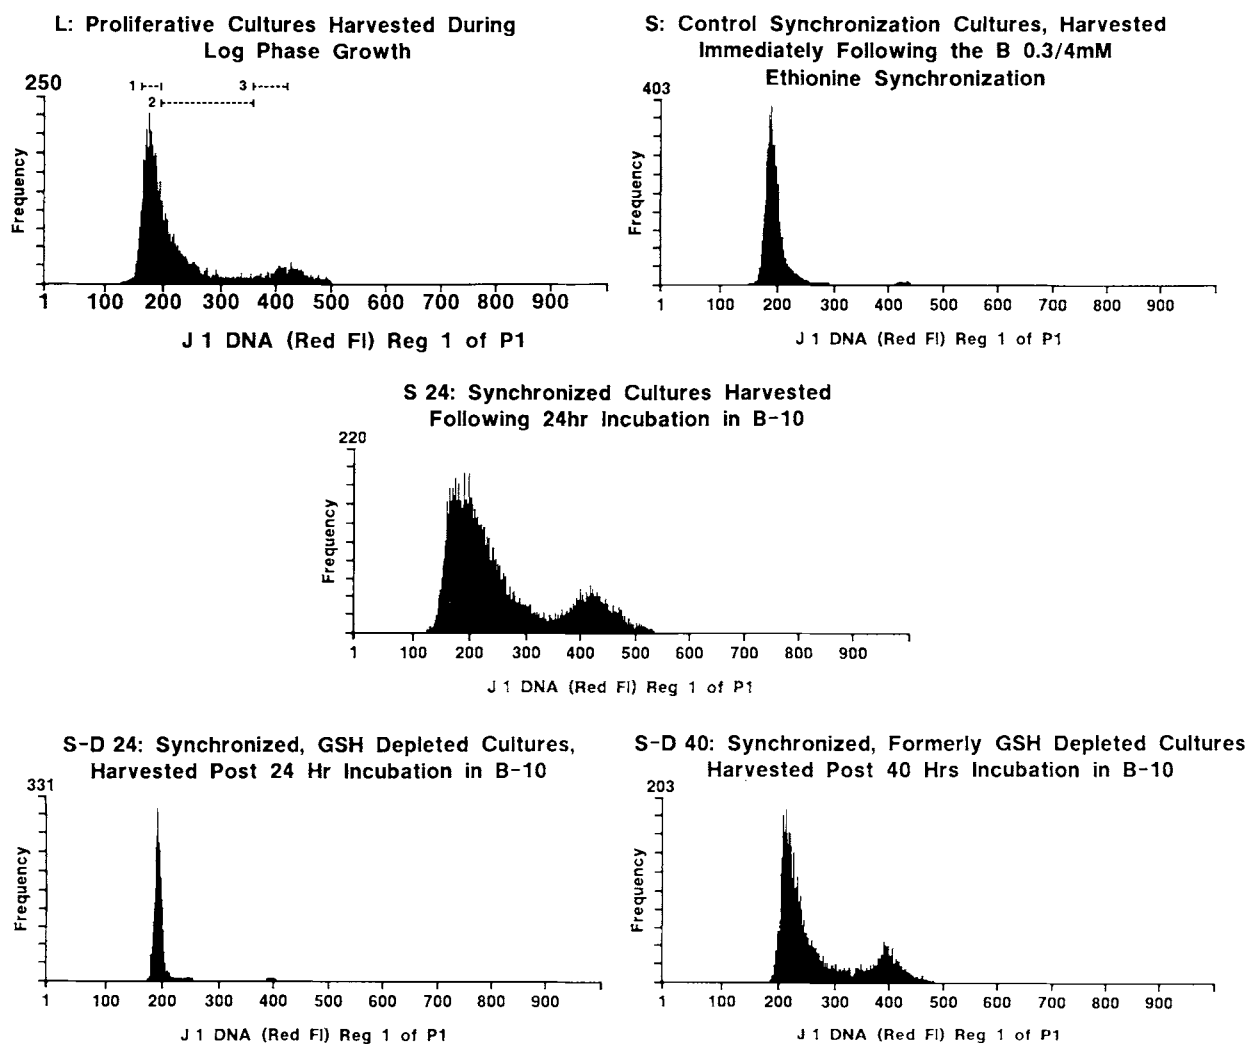 L: Proliferative Cultures Harvested During
Log Phase Growth
250
1
2
3
Frequency
1 100 200 300 400 500 600 700 800 900
J 1 DNA (Red Fl) Reg 1 of P1
S: Control Synchronization Cultures, Harvested
Immediately Following the B 0.3/4mM
Ethionine Synchronization
403
Frequency
1 100 200 300 400 500 600 700 800 900
J 1 DNA (Red Fl) Reg 1 of P1
S 24: Synchronized Cultures Harvested
Following 24hr Incubation in B-10
220
Frequency
1 100 200 300 400 500 600 700 800 900
J 1 DNA (Red Fl) Reg 1 of P1
S-D 24: Synchronized, GSH Depleted Cultures,
Harvested Post 24 Hr Incubation in B-10
331
Frequency
1 100 200 300 400 500 600 700 800 900
J 1 DNA (Red Fl) Reg 1 of P1
S-D 40: Synchronized, Formerly GSH Depleted Cultures
Harvested Post 40 Hrs Incubation in B-10
203
Frequency
1 100 200 300 400 500 600 700 800 900
J 1 DNA (Red Fl) Reg 1 of P1